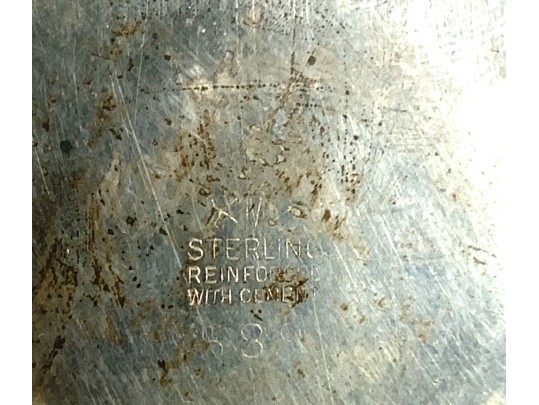 STERLING
REINFORCED
WITH CEMENT